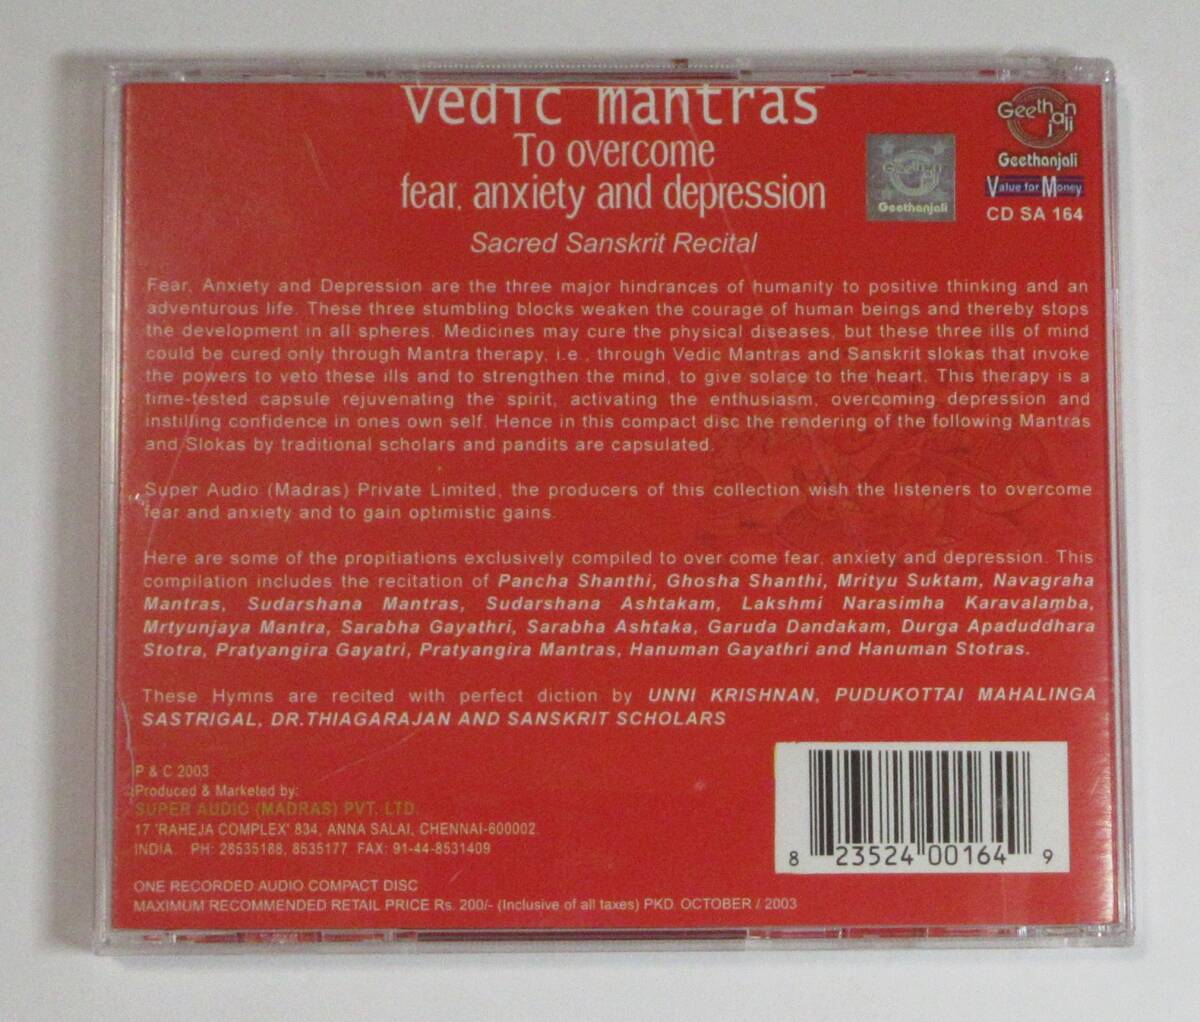 vedic mantras
To overcome
fear, anxiety and depression
Sacred Sanskrit Recital
Geethanjali
Geethanjali
Geethanjali
Geethanjali
Value for Money
CD SA 164
Fear, Anxiety and Depression are the three major hindrances of humanity to positive thinking and an
adventurous life. These three stumbling blocks weaken the courage of human beings and thereby stops
the development in all spheres. Medicines may cure the physical diseases, but these three ills of mind
could be cured only through Mantra therapy, i.e., through Vedic Mantras and Sanskrit slokas that invoke
the powers to veto these ills and to strengthen the mind, to give solace to the heart. This therapy is a
time-tested capsule rejuvenating the spirit, activating the enthusiasm, overcoming depression and
instilling confidence in ones own self. Hence in this compact disc the rendering of the following Mantras
and Slokas by traditional scholars and pandits are capsulated.
Super Audio (Madras) Private Limited, the producers of this collection wish the listeners to overcome
fear and anxiety and to gain optimistic gains.
Here are some of the propitiations exclusively compiled to over come fear, anxiety and depression. This
compilation includes the recitation of Pancha Shanthi, Ghosha Shanthi, Mrityu Suktam, Navagraha
Mantras, Sudarshana Mantras, Sudarshana Ashtakam, Lakshmi Narasimha Karavalamba,
Mrtyunjaya Mantra, Sarabha Gayathri, Sarabha Ashtaka, Garuda Dandakam, Durga Apaduddhara
Stotra, Pratyangira Gayatri, Pratyangira Mantras, Hanuman Gayathri and Hanuman Stotras.
These Hymns are recited with perfect diction by UNNI KRISHNAN, PUDUKOTTAI MAHALINGA
SASTRIGAL, DR.THIAGARAJAN AND SANSKRIT SCHOLARS
P & C 2003
Produced & Marketed by:
SUPER AUDIO (MADRAS) PVT. LTD.
17 'RAHEJA COMPLEX' 834, ANNA SALAI, CHENNAI-600002
INDIA. PH: 28535188, 8535177 FAX: 91-44-8531409
ONE RECORDED AUDIO COMPACT DISC
MAXIMUM RECOMMENDED RETAIL PRICE Rs. 200/- (Inclusive of all taxes) PKD. OCTOBER / 2003
8 23524 00164 9